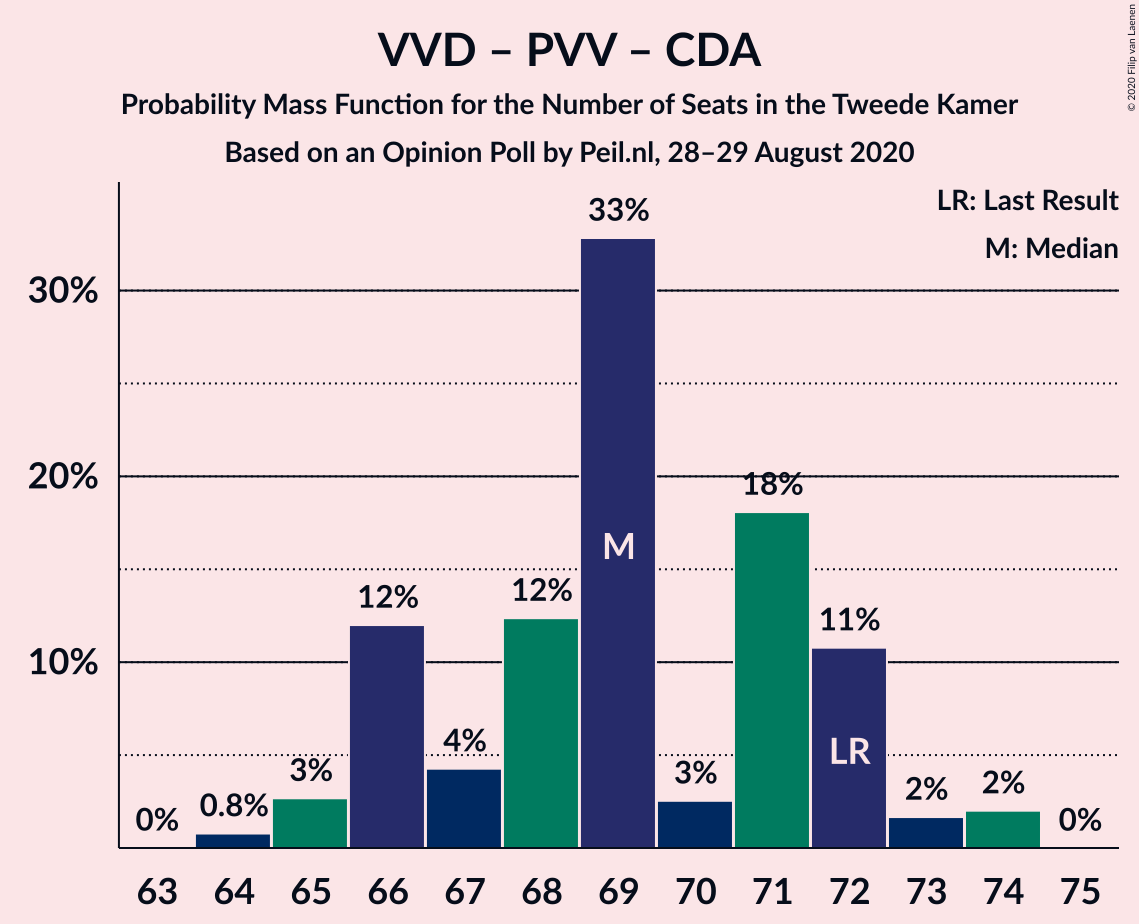 VVD – PVV – CDA
Probability Mass Function for the Number of Seats in the Tweede Kamer
Based on an Opinion Poll by Peil.nl, 28–29 August 2020
© 2020 Filip van Laenen
LR: Last Result
M: Median
30%
20%
10%
0%
0.8%
3%
12%
4%
12%
33%
M
3%
18%
11%
LR
2%
2%
0%
63 64 65 66 67 68 69 70 71 72 73 74 75